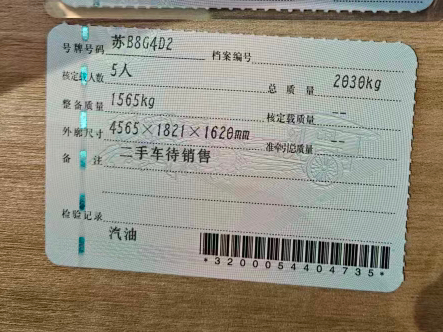 号牌号码 苏B8G4D2 档案编号
核定载人数 5人 总质量 2030kg
整备质量 1565kg 核定载质量 --
外廓尺寸 4565×1821×1620mm 准牵引总质量 --
备注 二手车待销售
检验记录
汽油
*3200054404735*